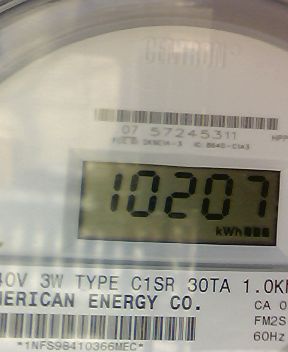 CENTRON
07 57245311
10207
kWh
40V 3W TYPE C1SR 30TA 1.0K
MERICAN ENERGY CO.
CA 0
FM2S
60Hz
*1NFS98410366MEC*